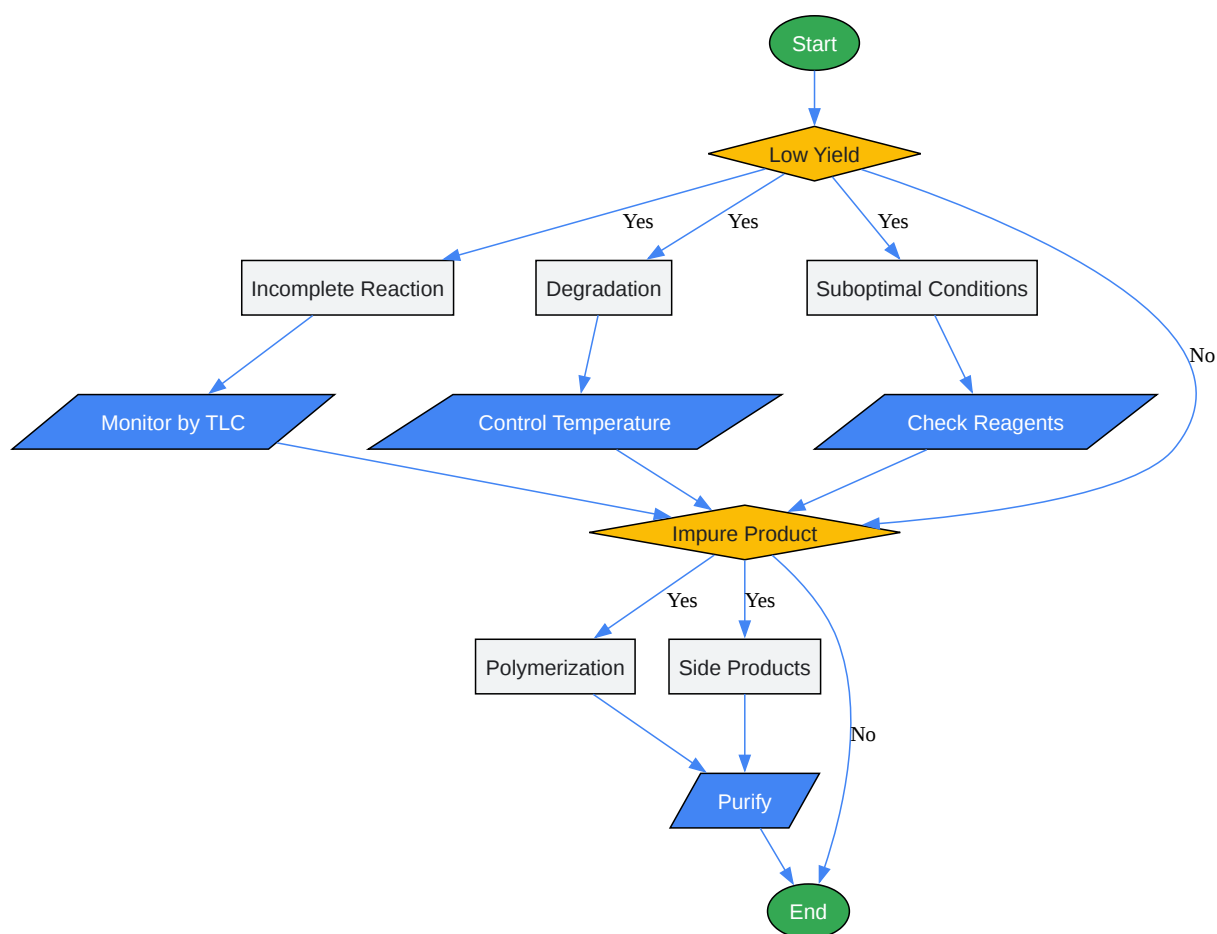 Start
Low Yield
Yes
Yes
Yes
Incomplete Reaction
Degradation
Suboptimal Conditions
No
Monitor by TLC
Control Temperature
Check Reagents
Impure Product
Yes
Yes
Polymerization
Side Products
No
Purify
End